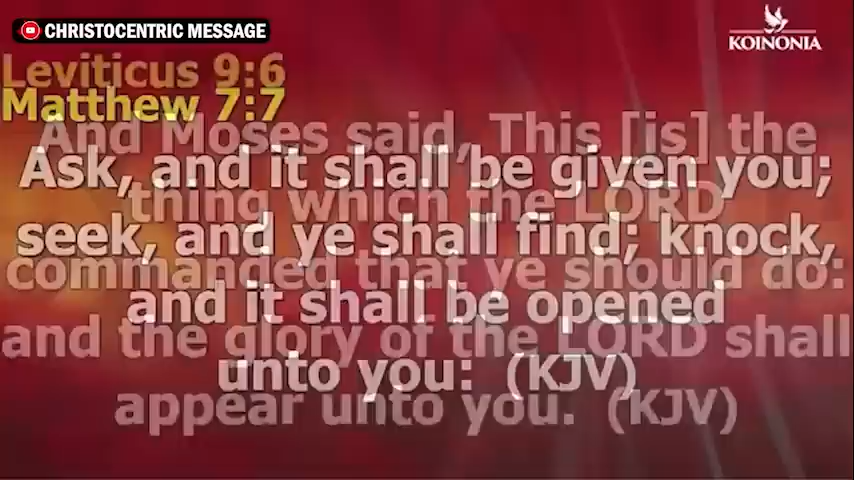 CHRISTOCENTRIC MESSAGE
KOINONIA
Leviticus 9:6
Matthew 7:7
And Moses said, This [is] the
Ask, and it shall be given you;
thing which the LORD
seek, and ye shall find; knock,
commanded that ye should do:
and it shall be opened
and the glory of the LORD shall
unto you: (KJV)
appear unto you. (KJV)